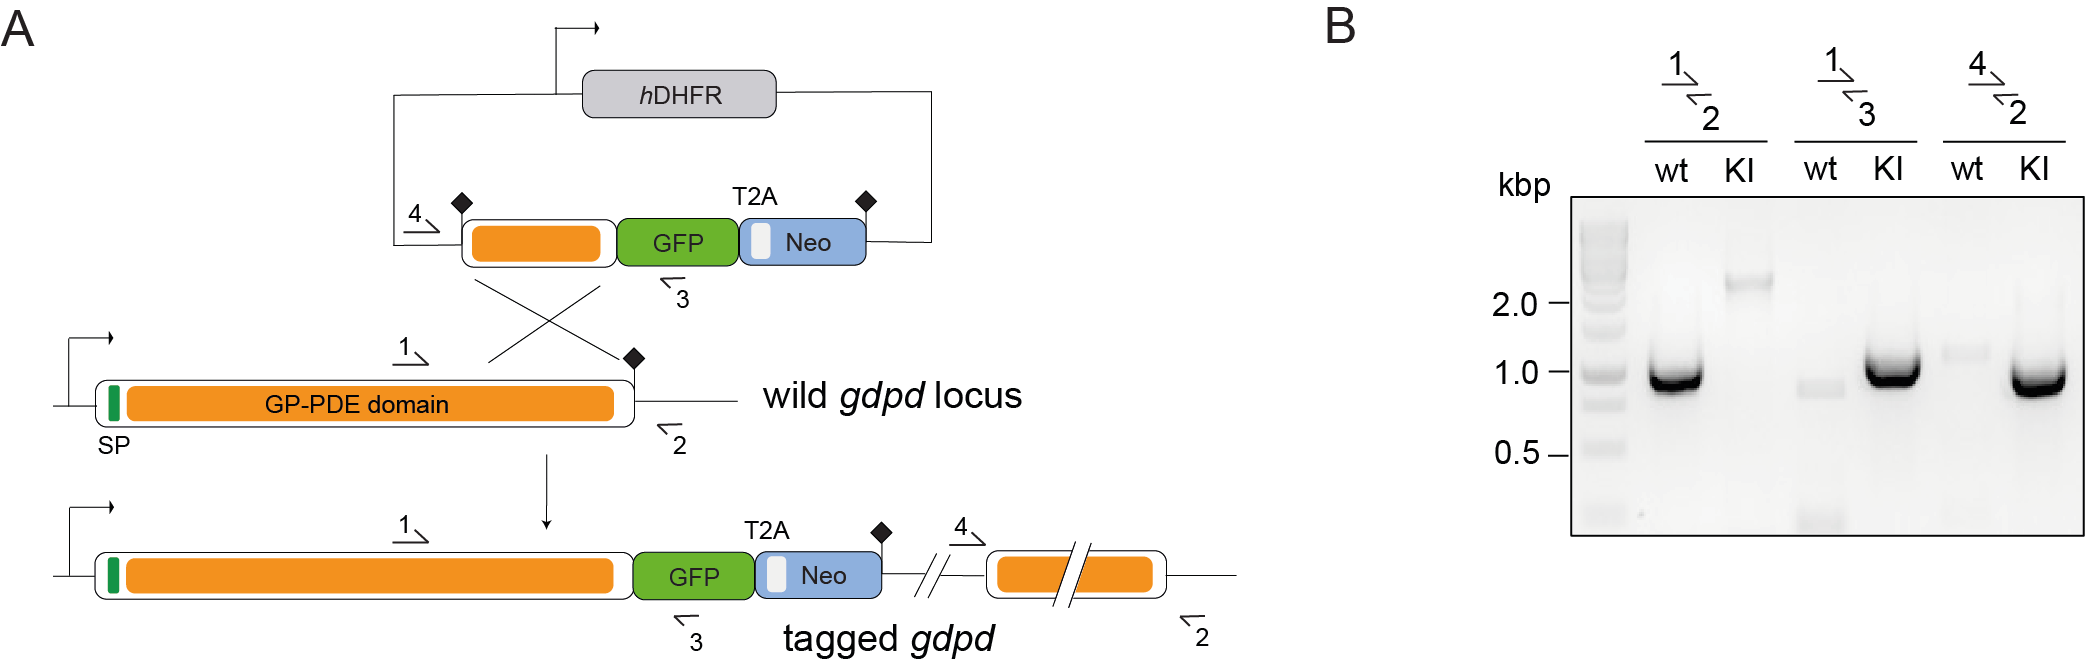 A
hDHFR
T2A
4
GFP
Neo
3
1
GP-PDE domain
wild gdpd locus
SP
2
1
T2A
4
GFP
Neo
3
tagged gdpd
2
B
1 1 4
2 3 2
wt KI wt KI wt KI
kbp
2.0
1.0
0.5